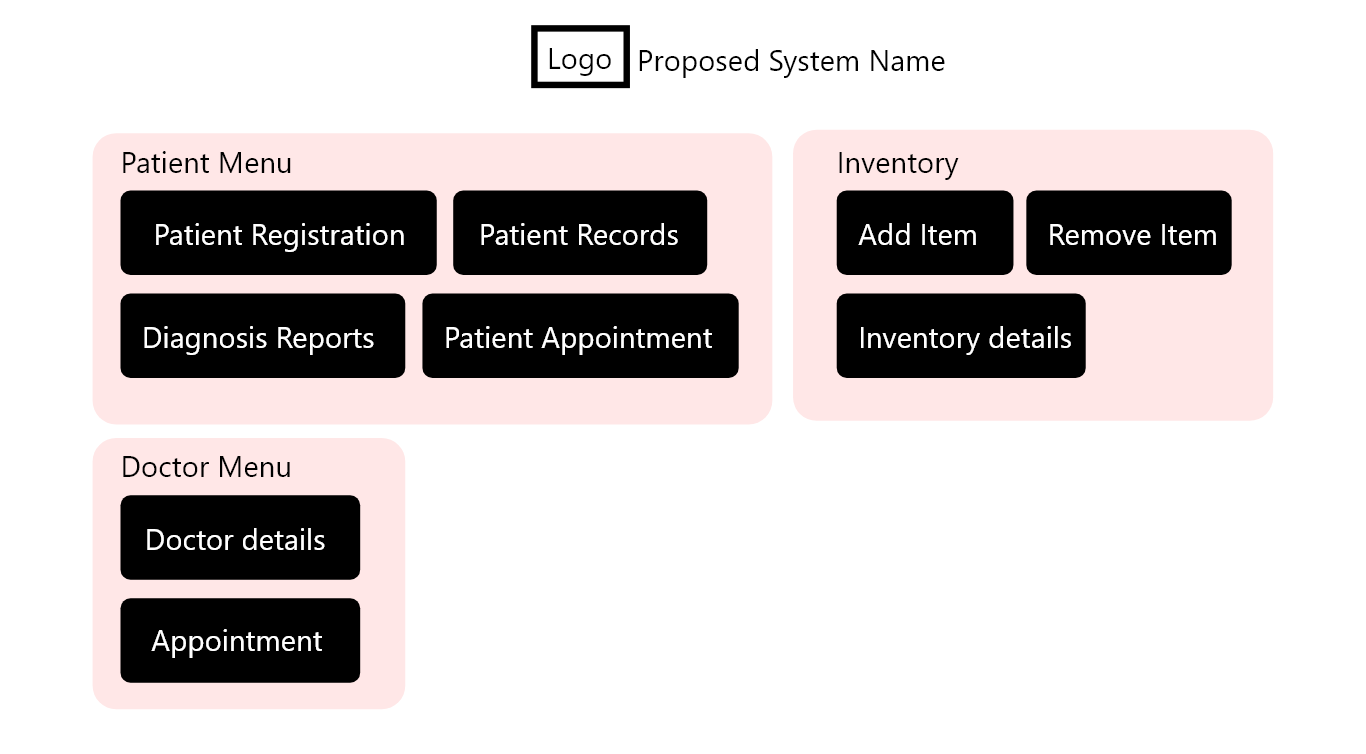 Logo Proposed System Name
Patient Menu
Patient Registration
Patient Records
Diagnosis Reports
Patient Appointment
Inventory
Add Item
Remove Item
Inventory details
Doctor Menu
Doctor details
Appointment